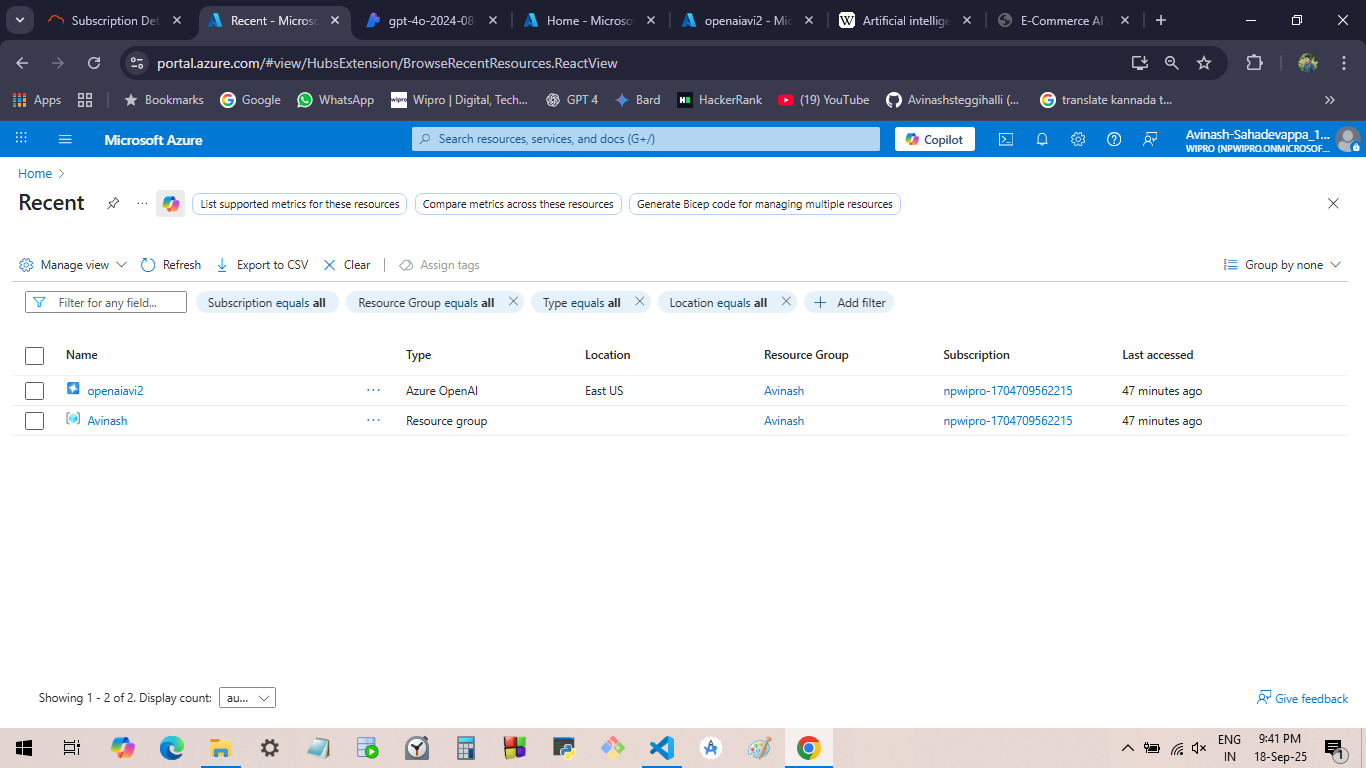 Subscription Det
Recent - Microso
gpt-4o-2024-08
Home - Microsof
openaiavi2 - Mic
Artificial intellige
E-Commerce AI
portal.azure.com/#view/HubsExtension/BrowseRecentResources.ReactView
Apps
Bookmarks
Google
WhatsApp
wipro Wipro | Digital, Tech...
GPT 4
Bard
HackerRank
(19) YouTube
Avinashsteggihalli (...
translate kannada t...
Microsoft Azure
Search resources, services, and docs (G+/)
Copilot
Avinash-Sahadevappa_1...
WIPRO (NPWIPRO.ONMICROSOF...
Home
Recent
List supported metrics for these resources
Compare metrics across these resources
Generate Bicep code for managing multiple resources
Manage view
Refresh
Export to CSV
Clear
Assign tags
Group by none
Filter for any field...
Subscription equals all
Resource Group equals all
Type equals all
Location equals all
Add filter
Name Type Location Resource Group Subscription Last accessed
openaiavi2 ... Azure OpenAI East US Avinash npwipro-1704709562215 47 minutes ago
Avinash ... Resource group Avinash npwipro-1704709562215 47 minutes ago
Showing 1 - 2 of 2. Display count: au...
Give feedback
ENG
IN
9:41 PM
18-Sep-25
1